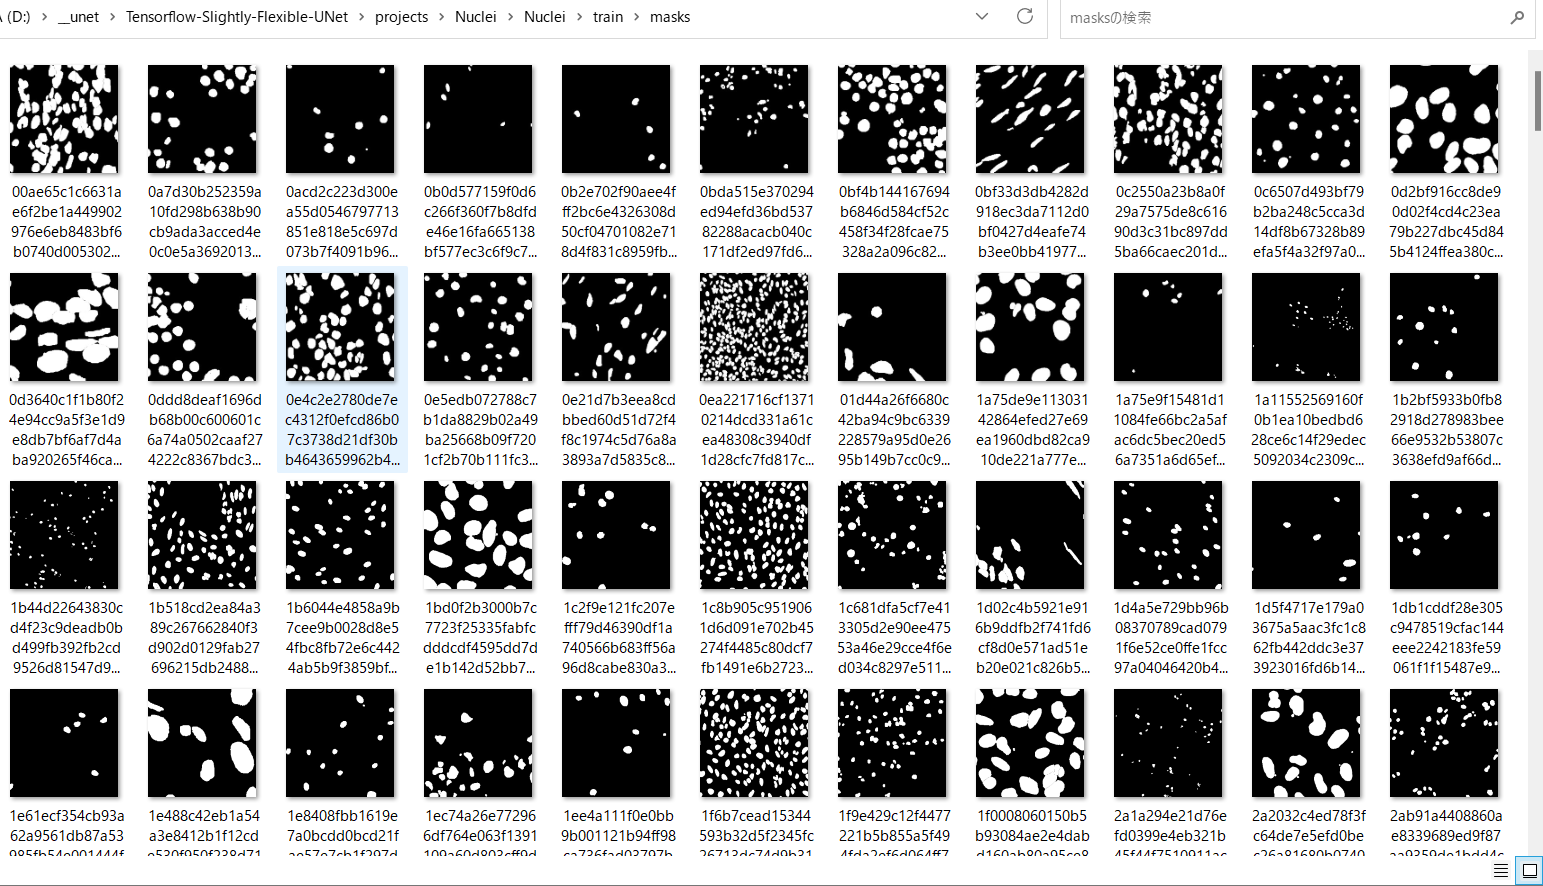 (D:) > __unet > Tensorflow-Slightly-Flexible-UNet > projects > Nuclei > Nuclei > train > masks
masksの検索
00ae65c1c6631a
e6f2be1a449902
976e6eb8483bf6
b0740d005302...
0a7d30b252359a
10fd298b638b90
cb9ada3acced4e
0c0e5a3692013...
0acd2c223d300e
a55d0546797713
851e818e5c697d
073b7f4091b96...
0b0d577159f0d6
c266f360f7b8dfd
e46e16fa665138
bf577ec3c6f9c7...
0b2e702f90aee4f
ff2bc6e4326308d
50cf04701082e71
8d4f831c8959fb...
0bda515e370294
ed94efd36bd537
82288acacb040c
171df2ed97fd6...
0bf4b144167694
b6846d584cf52c
458f34f28fcae75
328a2a096c82...
0bf33d3db4282d
918ec3da7112d0
bf0427d4eafe74
b3ee0bb41977...
0c2550a23b8a0f
29a7575de8c616
90d3c31bc897dd
5ba66caec201d...
0c6507d493bf79
b2ba248c5cca3d
14df8b67328b89
efa5f4a32f97a0...
0d2bf916cc8de9
0d02f4cd4c23ea
79b227dbc45d84
5b4124ffea380c...
0d3640c1f1b80f2
4e94cc9a5f3e1d9
e8db7bf6af7d4a
ba920265f46ca...
0ddd8deaf1696d
b68b00c600601c
6a74a0502caaf27
4222c8367bdc3...
0e4c2e2780de7e
c4312f0efcd86b0
7c3738d21df30b
b4643659962b4...
0e5edb072788c7
b1da8829b02a49
ba25668b09f720
1cf2b70b111fc3...
0e21d7b3eea8cd
bbed60d51d72f4
f8c1974c5d76a8a
3893a7d5835c8...
0ea221716cf1371
0214dcd331a61c
ea48308c3940df
1d28cfc7fd817c...
01d44a26f6680c
42ba94c9bc6339
228579a95d0e26
95b149b7cc0c9...
1a75de9e113031
42864efed27e69
ea1960dbd82ca9
10de221a777e...
1a75e9f15481d1
1084fe66bc2a5af
ac6dc5bec20ed5
6a7351a6d65ef...
1a11552569160f
0b1ea10bedbd6
28ce6c14f29edec
5092034c2309c...
1b2bf5933b0fb8
2918d278983bee
66e9532b53807c
3638efd9af66d...
1b44d22643830c
d4f23c9deadb0b
d499fb392fb2cd
9526d81547d9...
1b518cd2ea84a3
89c267662840f3
d902d0129fab27
696215db2488...
1b6044e4858a9b
7cee9b0028d8e5
4fbc8fb72e6c442
4ab5b9f3859bf...
1bd0f2b3000b7c
7723f25335fabfc
dddcdf4595dd7d
e1b142d52bb7...
1c2f9e121fc207e
fff79d46390df1a
740566b683ff56a
96d8cabe830a3...
1c8b905c951906
1d6d091e702b45
274f4485c80dcf7
fb1491e6b2723...
1c681dfa5cf7e41
3305d2e90ee475
53a46e29cce4f6e
d034c8297e511...
1d02c4b5921e91
6b9ddfb2f741fd6
cf8d0e571ad51e
b20e021c826b5...
1d4a5e729bb96b
08370789cad079
1f6e52ce0ffe1fcc
97a04046420b4...
1d5f4717e179a0
3675a5aac3fc1c8
62fb442ddc3e37
3923016fd6b14...
1db1cddf28e305
c9478519cfac144
eee2242183fe59
061f1f15487e9...
1e61ecf354cb93a
62a9561db87a53
1e488c42eb1a54
a3e8412b1f12cd
1e8408fbb1619e
7a0bcdd0bcd21f
1ec74a26e77296
6df764e063f1391
1ee4a111f0e0bb
9b001121b94ff98
1f6b7cead15344
593b32d5f2345fc
1f9e429c12f4477
221b5b855a5f49
1f0008060150b5
b93084ae2e4dab
2a1a294e21d76e
fd0399e4eb321b
2a2032c4ed78f3f
c64de7e5efd0be
2ab91a4408860a
e8339689ed9f87